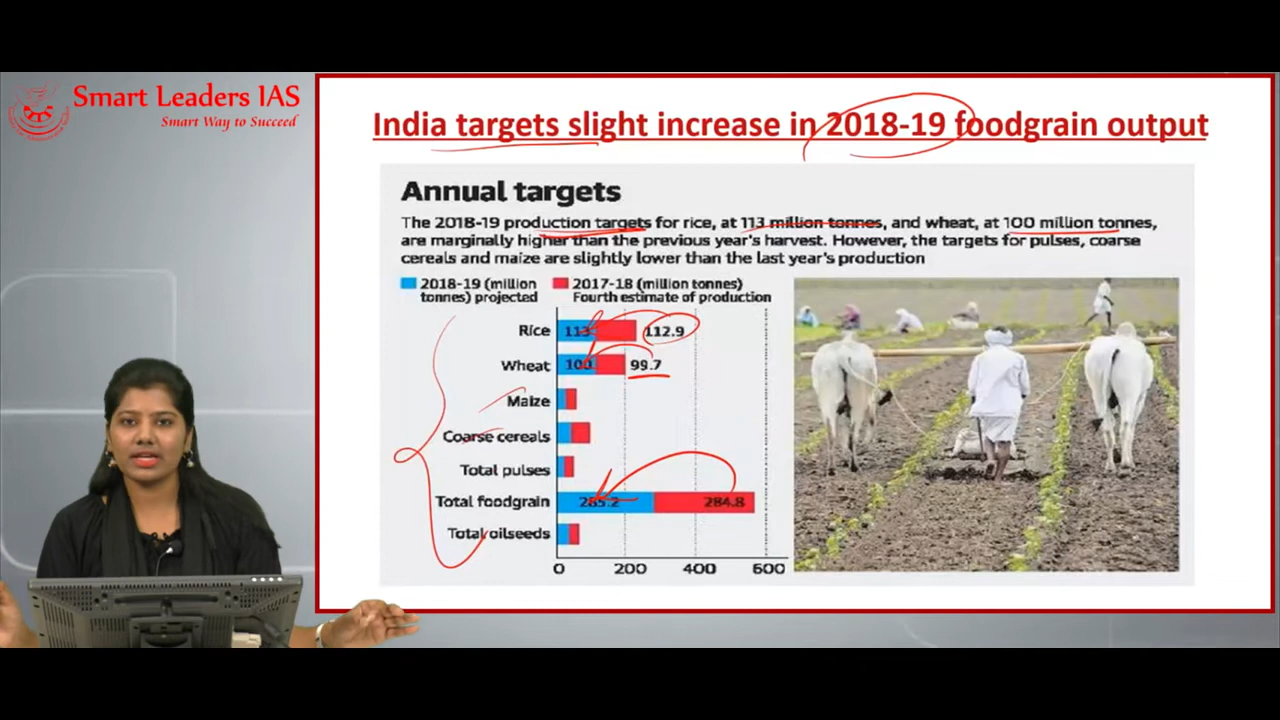 Smart Leaders IAS
Smart Way to Succeed
India targets slight increase in 2018-19 foodgrain output
Annual targets
The 2018-19 production targets for rice, at 113 million tonnes, and wheat, at 100 million tonnes,
are marginally higher than the previous year's harvest. However, the targets for pulses, coarse
cereals and maize are slightly lower than the last year's production
2018-19 (million
tonnes) projected
2017-18 (million tonnes)
Fourth estimate of production
Rice 113 112.9
Wheat 100 99.7
Maize
Coarse cereals
Total pulses
Total foodgrain 285.2 284.8
Total oilseeds
0 200 400 600